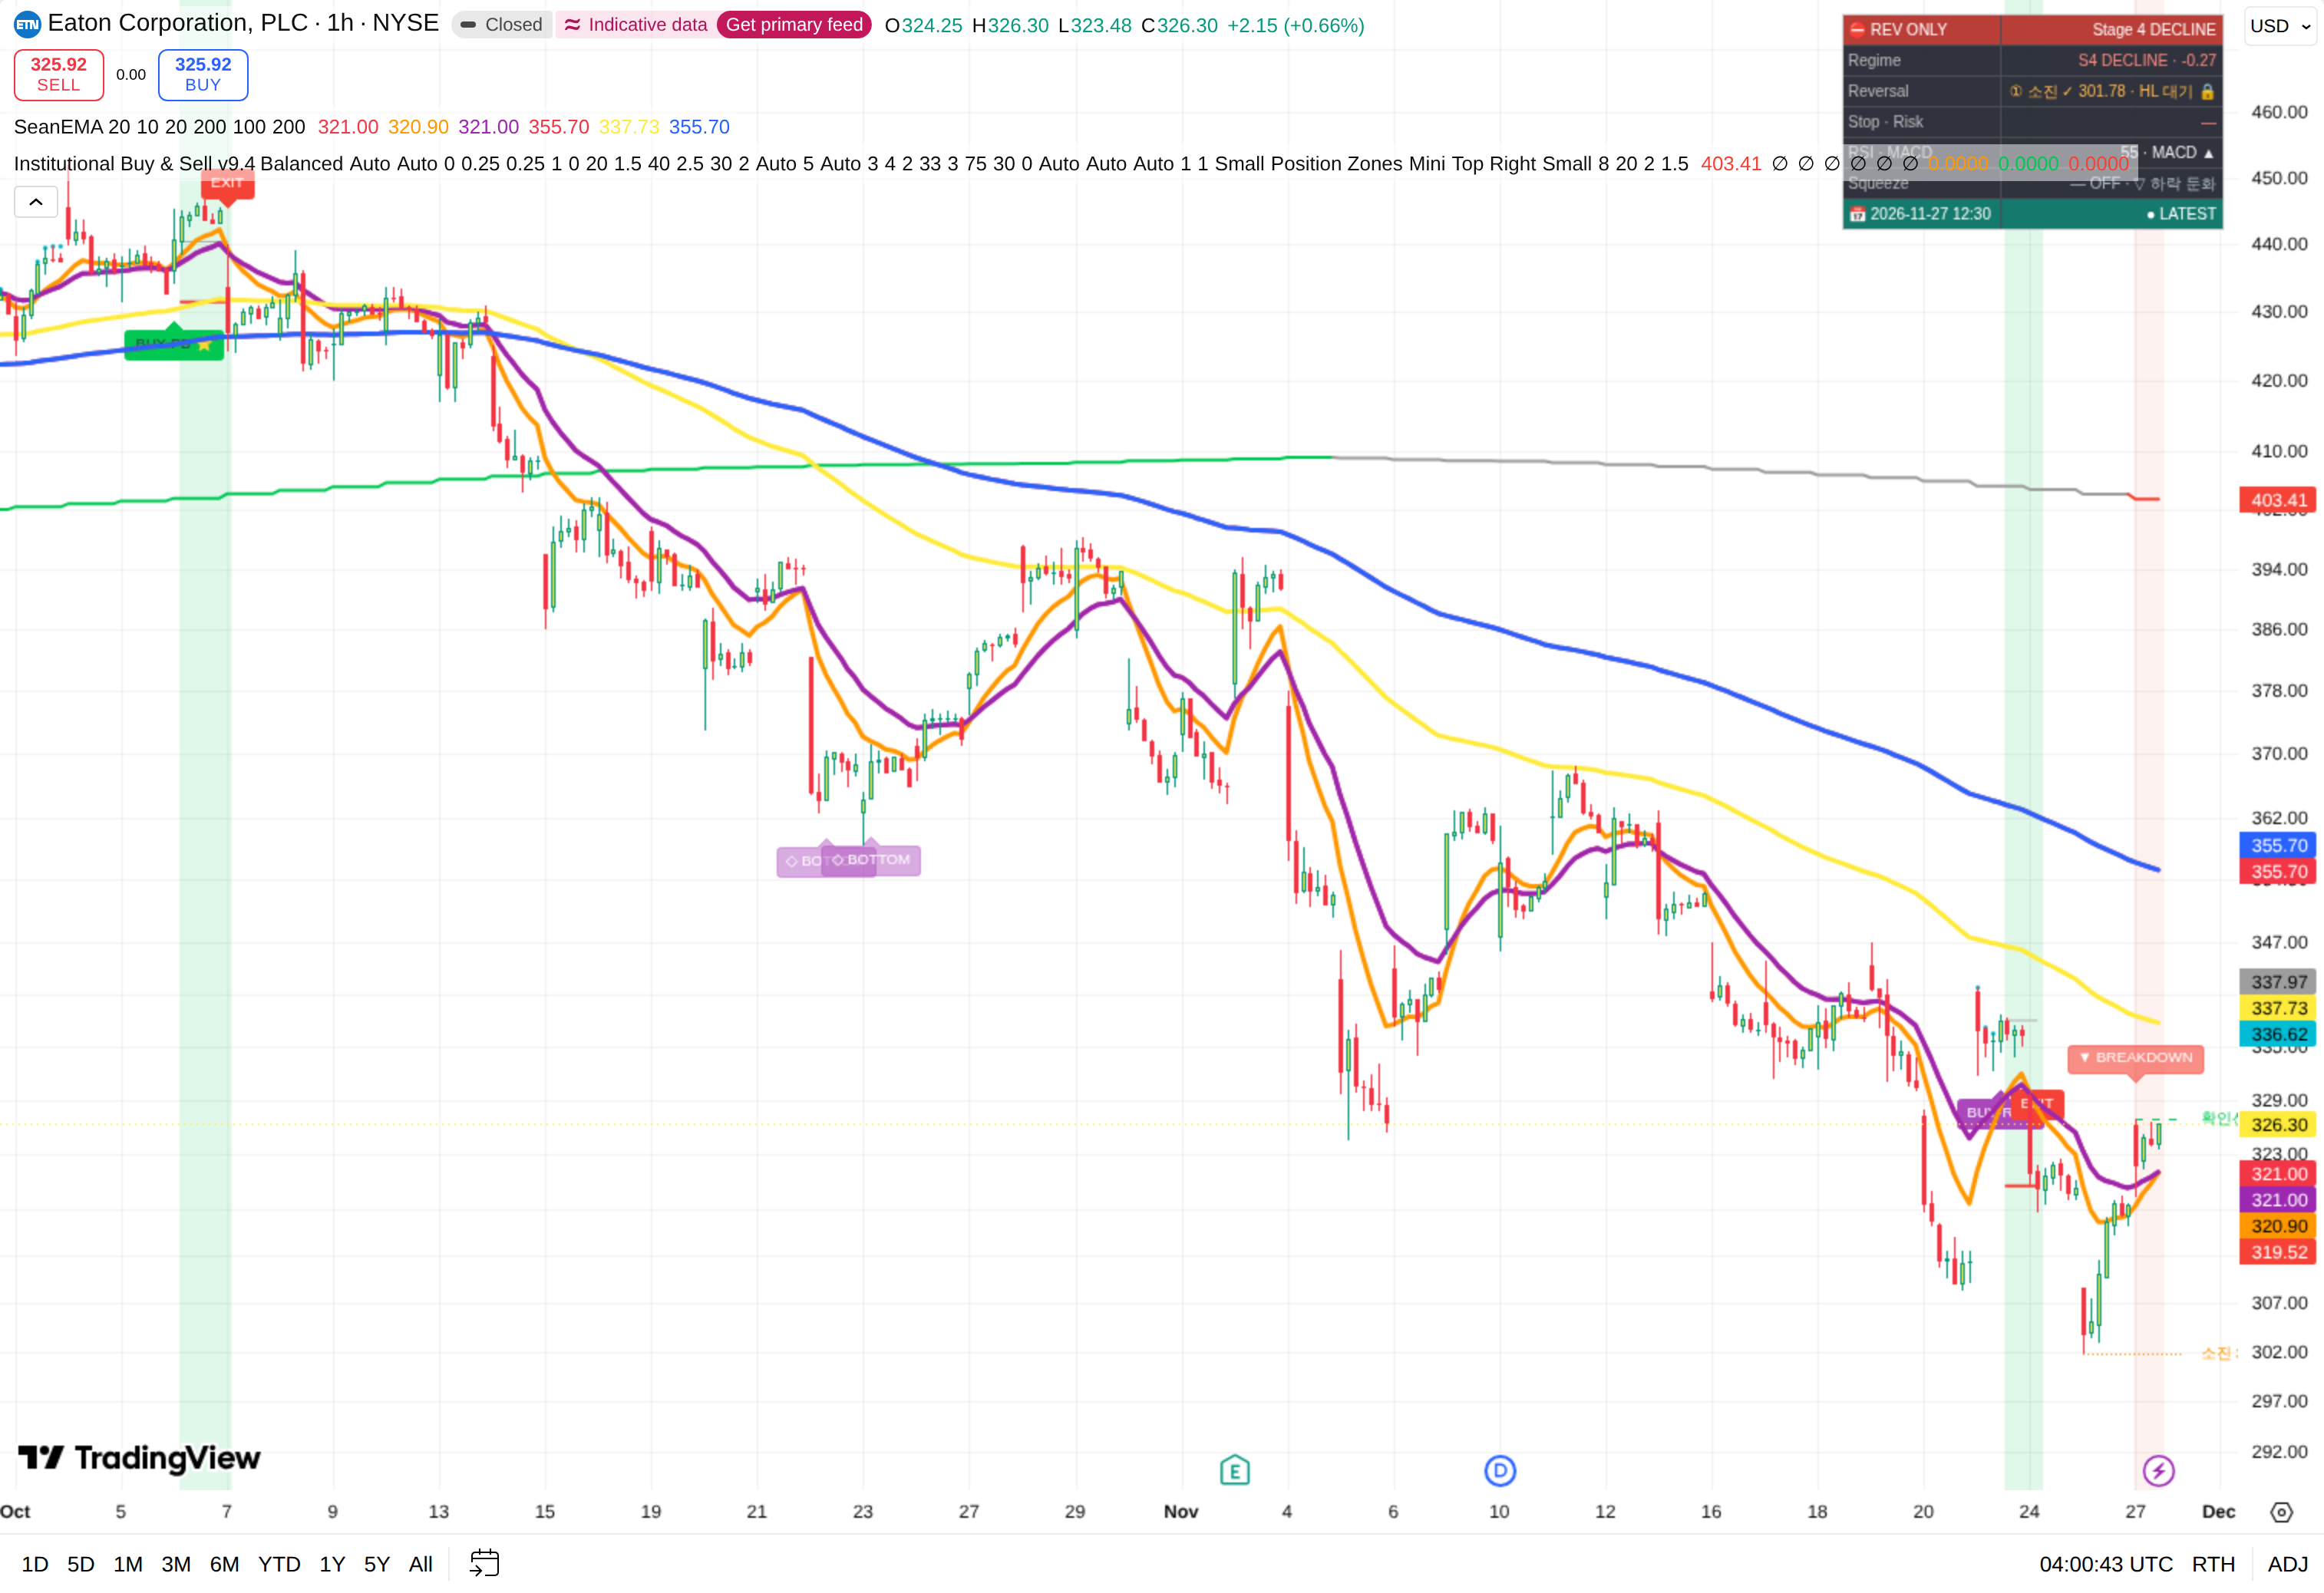 Eaton Corporation, PLC · 1h · NYSE Closed Indicative data Get primary feed O324.25 H326.30 L323.48 C326.30 +2.15 (+0.66%)
325.92 SELL 0.00 325.92 BUY
SeanEMA 20 10 20 200 100 200 321.00 320.90 321.00 355.70 337.73 355.70
Institutional Buy & Sell v9.4 Balanced Auto Auto 0 0.25 0.25 1 0 20 1.5 40 2.5 30 2 Auto 5 Auto 3 4 2 33 3 75 30 0 Auto Auto Auto 1 1 Small Position Zones Mini Top Right Small 8 20 2 1.5 403.41 ∅ ∅ ∅ ∅ ∅ ∅ 0.0000 0.0000 0.0000
REV ONLY Stage 4 DECLINE
Regime S4 DECLINE · -0.27
Reversal ① 소진 ✓ 301.78 · HL 대기
Stop · Risk —
RSI · MACD 55 · MACD ▲
Squeeze — OFF · ▽ 하락 둔화
2026-11-27 12:30 ● LATEST
USD
EXIT
◇ BOTTOM
▼ BREAKDOWN
460.00
450.00
440.00
430.00
420.00
410.00
403.41
394.00
386.00
378.00
370.00
362.00
355.70
355.70
347.00
337.97
337.73
336.62
329.00
326.30
323.00
321.00
321.00
320.90
319.52
307.00
302.00
297.00
292.00
소진
TradingView
E
D
Oct 5 7 9 13 15 19 21 23 27 29 Nov 4 6 10 12 16 18 20 24 27 Dec
1D 5D 1M 3M 6M YTD 1Y 5Y All 04:00:43 UTC RTH ADJ